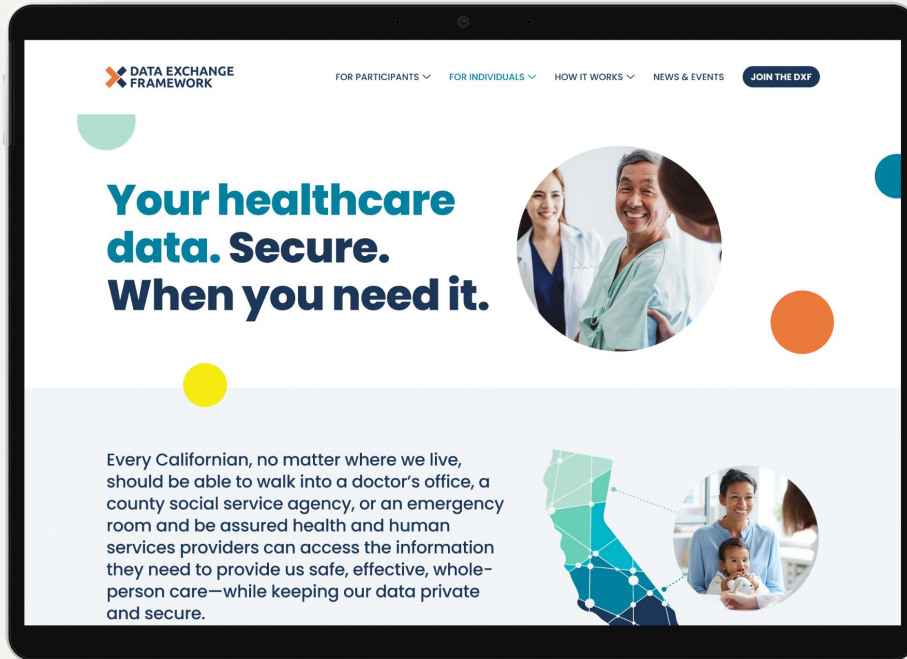 DATA EXCHANGE
FRAMEWORK
FOR PARTICIPANTS
FOR INDIVIDUALS
HOW IT WORKS
NEWS & EVENTS
JOIN THE DXF
Your healthcare
data. Secure.
When you need it.
Every Californian, no matter where we live,
should be able to walk into a doctor’s office, a
county social service agency, or an emergency
room and be assured health and human
services providers can access the information
they need to provide us safe, effective, whole-
person care—while keeping our data private
and secure.